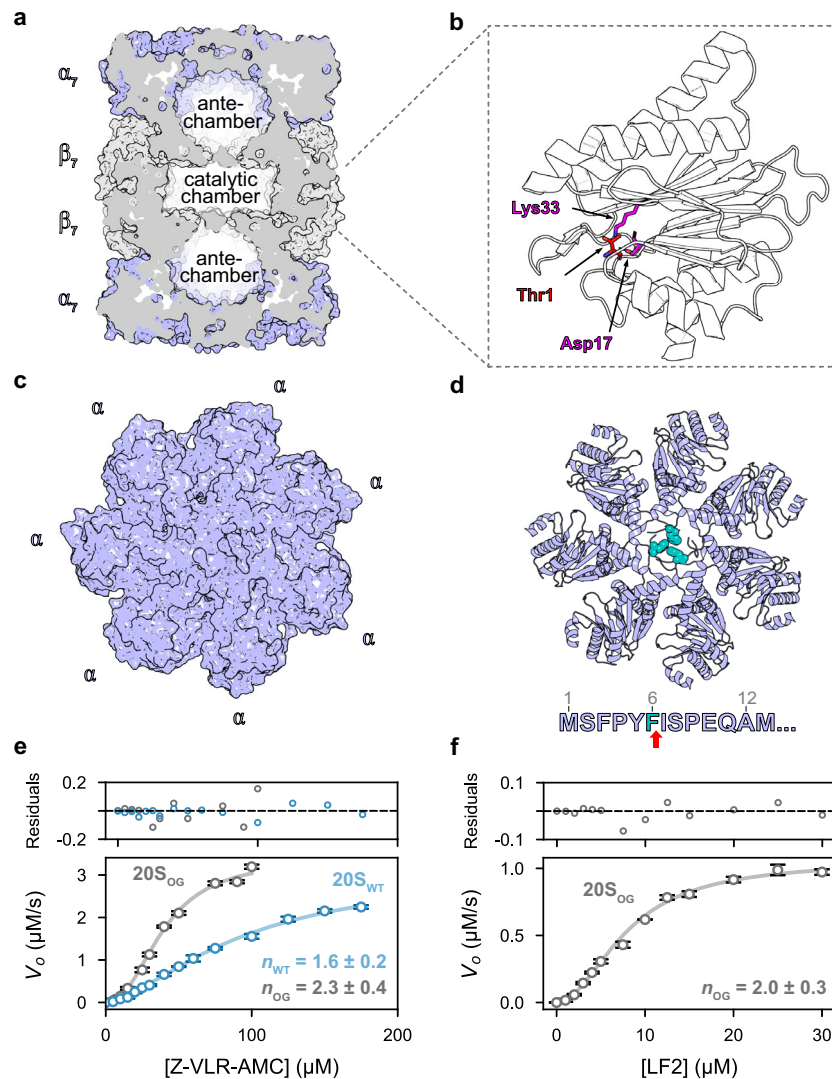 a
α7
β7
β7
α7
ante-
chamber
catalytic
chamber
ante-
chamber
b
Lys33
Thr1
Asp17
c
α
α
α
α
α
α
α
d
1 6 12
MSFPYFISPEQAM...
e
Residuals
0.2
-0.2
20SOG
20SWT
Vo (μM/s)
3
2
1
0
nWT = 1.6 ± 0.2
nOG = 2.3 ± 0.4
0 100 200
[Z-VLR-AMC] (μM)
f
Residuals
0.1
-0.1
20SOG
Vo (μM/s)
1.0
0.5
0.0
nOG = 2.0 ± 0.3
0 10 20 30
[LF2] (μM)